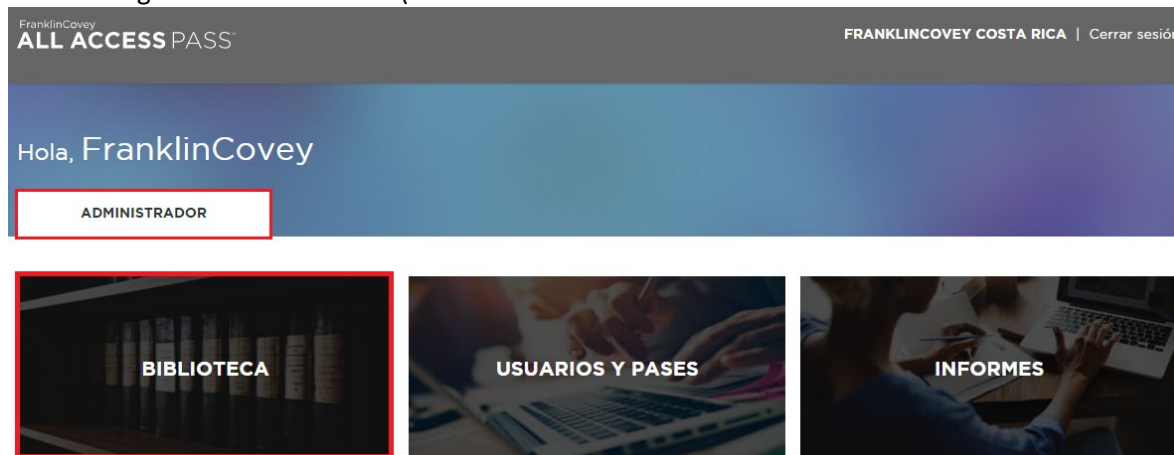 FranklinCovey
ALL ACCESS PASS
FRANKLINCOVEY COSTA RICA | Cerrar sesión
Hola, FranklinCovey
ADMINISTRADOR
BIBLIOTECA
USUARIOS Y PASES
INFORMES